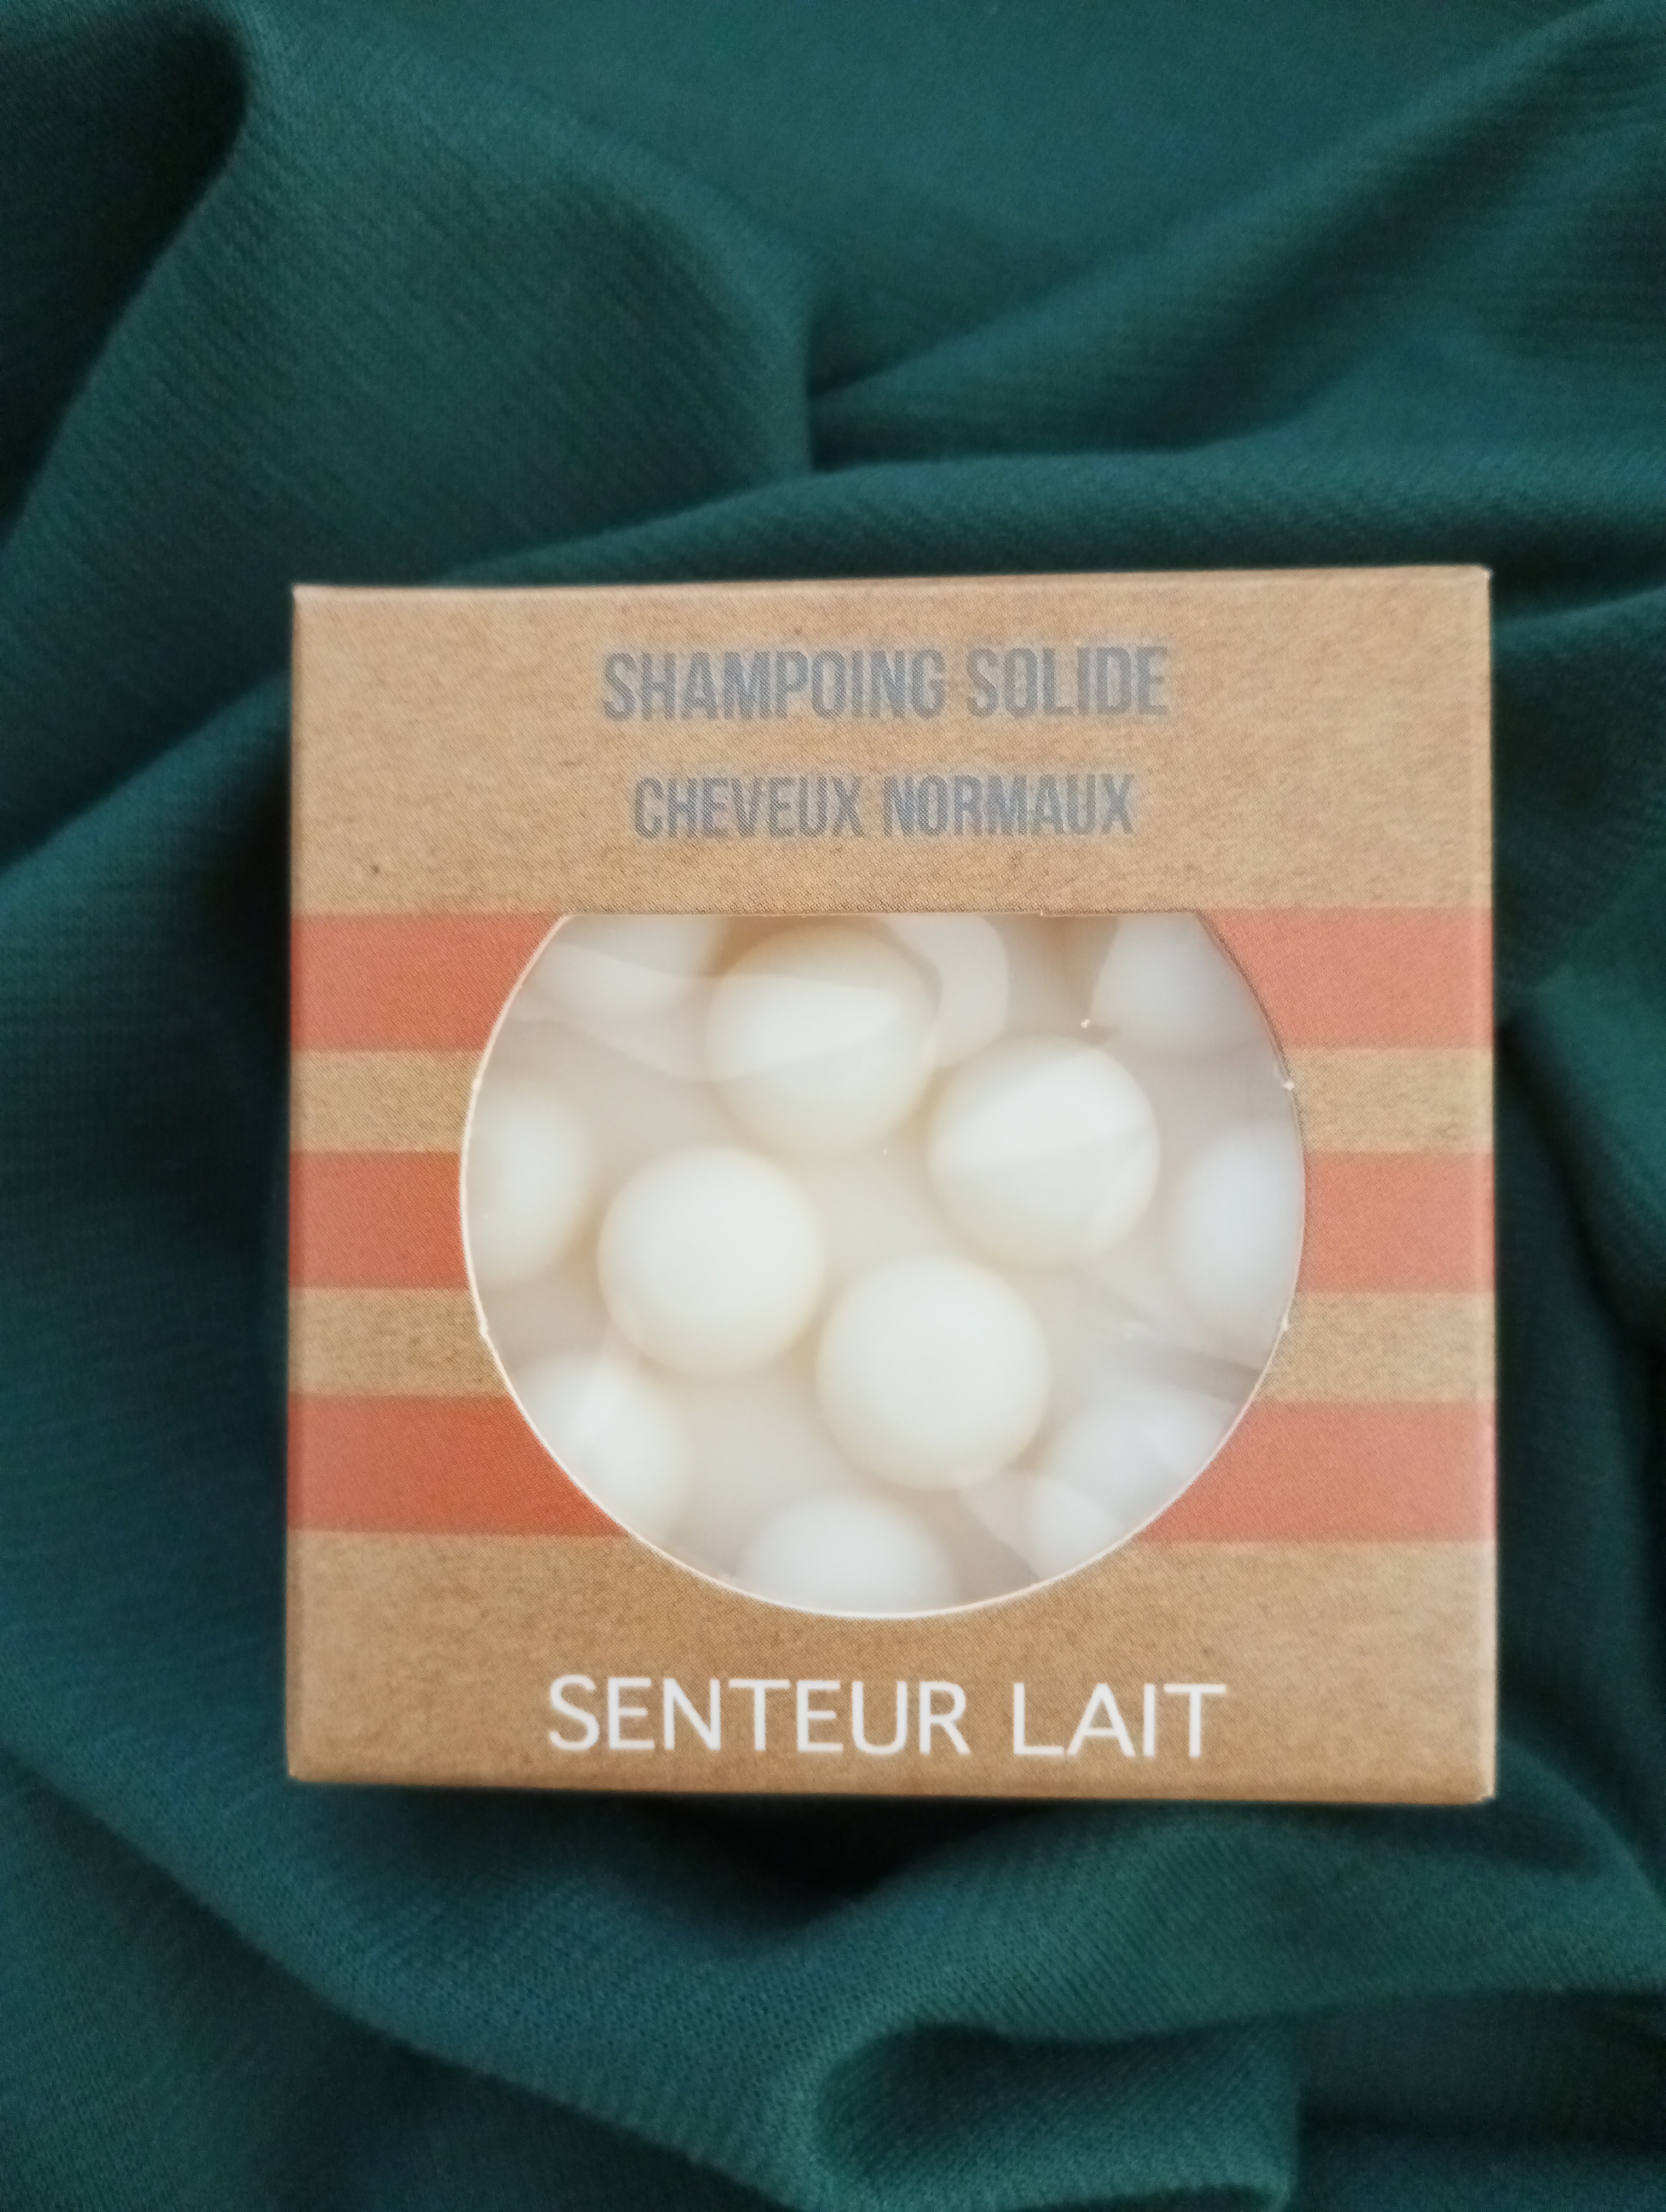 SHAMPOING SOLIDE
CHEVEUX NORMAUX
SENTEUR LAIT